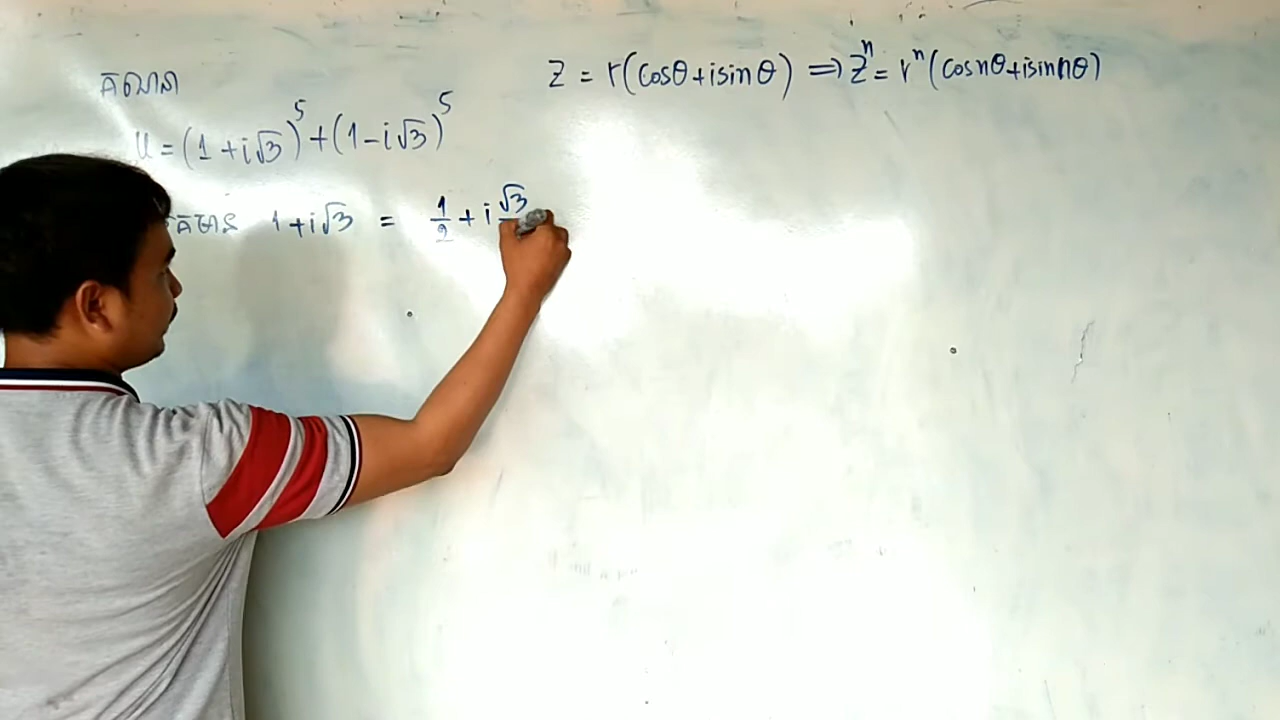 គណនា
U = (1 + i√3)⁵ + (1 - i√3)⁵
1 + i√3 = 1/2 + i √3
Z = r(cosθ + isinθ) ⟹ Zⁿ = rⁿ(cosnθ + isinnθ)